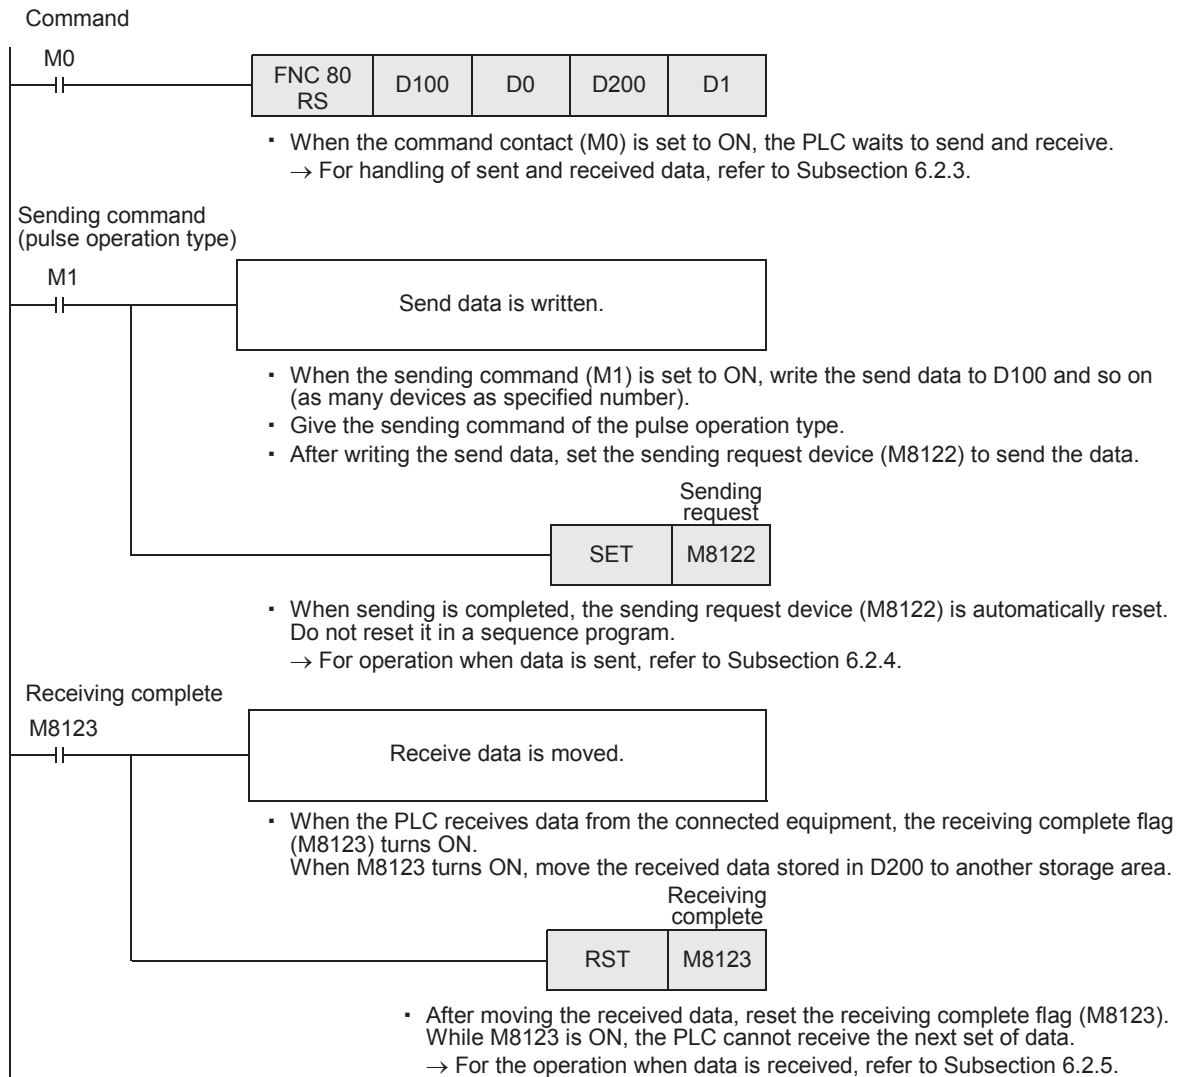 Command
M0
FNC 80
RS
D100
D0
D200
D1
▪ When the command contact (M0) is set to ON, the PLC waits to send and receive.
→ For handling of sent and received data, refer to Subsection 6.2.3.
Sending command
(pulse operation type)
M1
Send data is written.
▪ When the sending command (M1) is set to ON, write the send data to D100 and so on
(as many devices as specified number).
▪ Give the sending command of the pulse operation type.
▪ After writing the send data, set the sending request device (M8122) to send the data.
Sending
request
SET
M8122
▪ When sending is completed, the sending request device (M8122) is automatically reset.
Do not reset it in a sequence program.
→ For operation when data is sent, refer to Subsection 6.2.4.
Receiving complete
M8123
Receive data is moved.
▪ When the PLC receives data from the connected equipment, the receiving complete flag
(M8123) turns ON.
When M8123 turns ON, move the received data stored in D200 to another storage area.
Receiving
complete
RST
M8123
▪ After moving the received data, reset the receiving complete flag (M8123).
While M8123 is ON, the PLC cannot receive the next set of data.
→ For the operation when data is received, refer to Subsection 6.2.5.